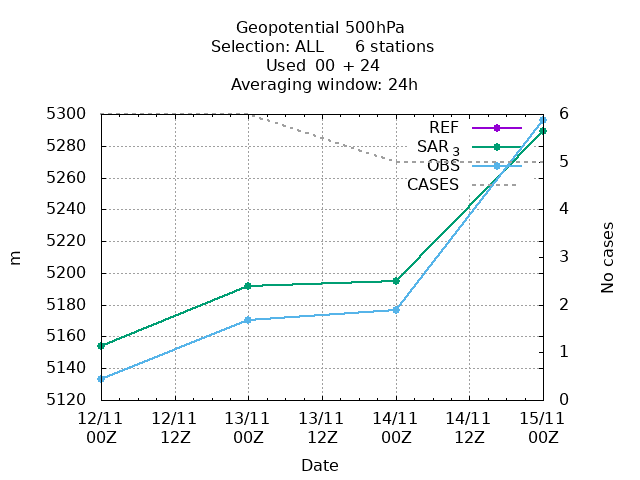 Geopotential 500hPa
Selection: ALL 6 stations
Used 00 + 24
Averaging window: 24h
5300
5280
5260
5240
5220
5200
5180
5160
5140
5120
m
6
5
4
3
2
1
0
No cases
REF
SAR 3
OBS
CASES
12/11 12/11 13/11 13/11 14/11 14/11 15/11
00Z 12Z 00Z 12Z 00Z 12Z 00Z
Date